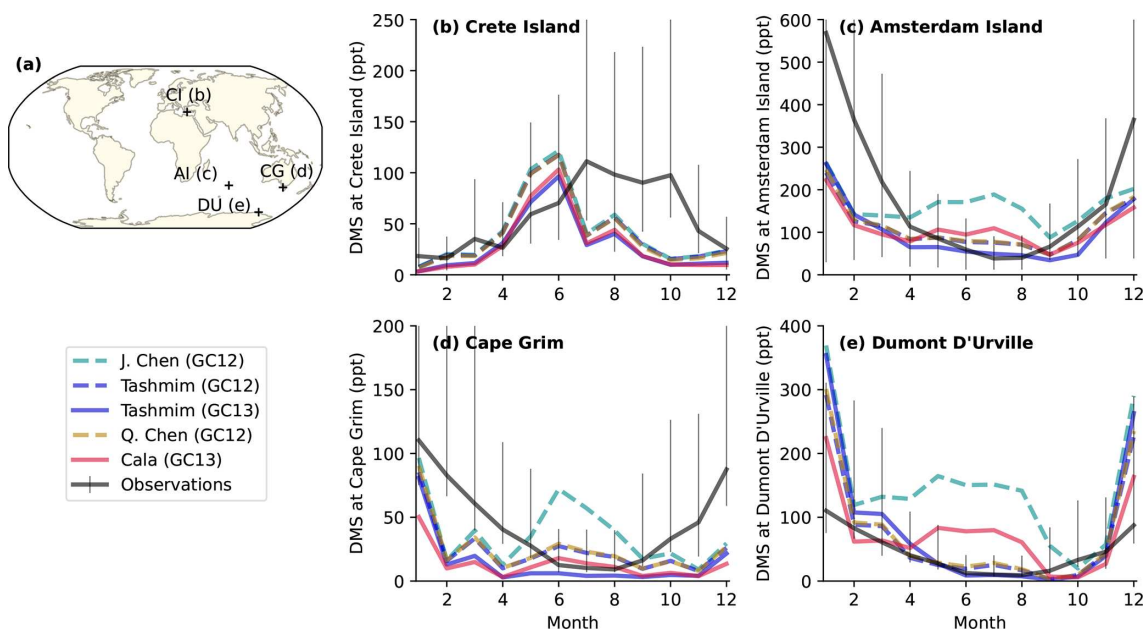 (a)
CI (b)
AI (c)
CG (d)
DU (e)
J. Chen (GC12)
Tashmim (GC12)
Tashmim (GC13)
Q. Chen (GC12)
Cala (GC13)
Observations
(b) Crete Island
DMS at Crete Island (ppt)
250
200
150
100
50
0
2
4
6
8
10
12
(c) Amsterdam Island
DMS at Amsterdam Island (ppt)
600
500
400
300
200
100
0
2
4
6
8
10
12
(d) Cape Grim
DMS at Cape Grim (ppt)
200
150
100
50
0
2
4
6
8
10
12
Month
(e) Dumont D'Urville
DMS at Dumont D'Urville (ppt)
400
300
200
100
0
2
4
6
8
10
12
Month